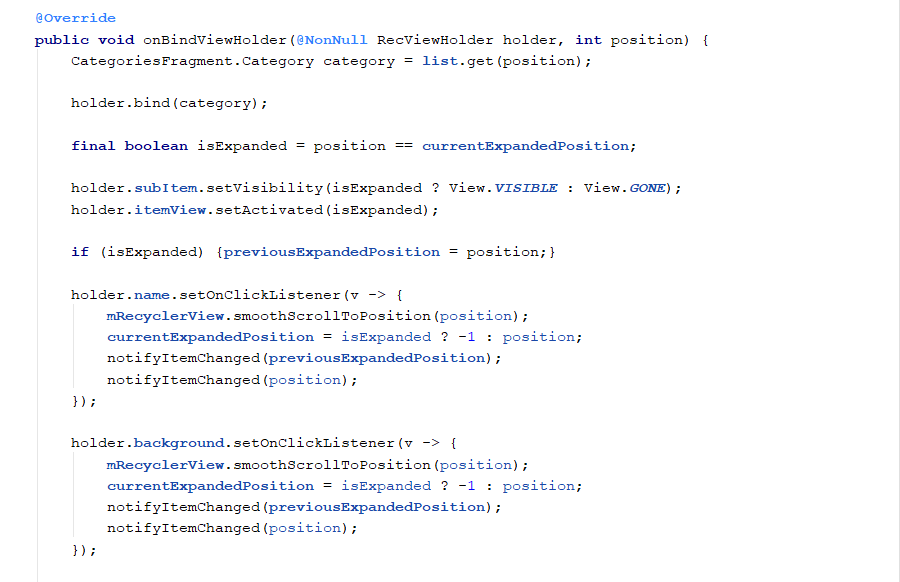 @Override
public void onBindViewHolder(@NonNull RecViewHolder holder, int position) {
CategoriesFragment.Category category = list.get(position);
holder.bind(category);
final boolean isExpanded = position == currentExpandedPosition;
holder.subItem.setVisibility(isExpanded ? View.VISIBLE : View.GONE);
holder.itemView.setActivated(isExpanded);
if (isExpanded) {previousExpandedPosition = position;}
holder.name.setOnClickListener(v -> {
mRecyclerView.smoothScrollToPosition(position);
currentExpandedPosition = isExpanded ? -1 : position;
notifyItemChanged(previousExpandedPosition);
notifyItemChanged(position);
});
holder.background.setOnClickListener(v -> {
mRecyclerView.smoothScrollToPosition(position);
currentExpandedPosition = isExpanded ? -1 : position;
notifyItemChanged(previousExpandedPosition);
notifyItemChanged(position);
});